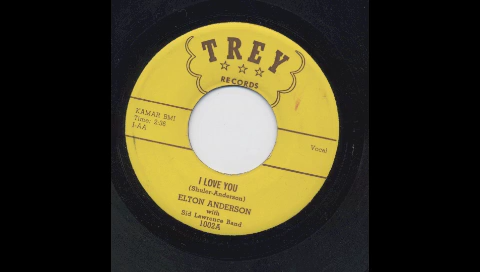 TREY
RECORDS
KAMAR BMI
Time: 2:38
1-AA
Vocal
I LOVE YOU
(Shuler-Anderson)
ELTON ANDERSON
with
Sid Lawrence Band
1002A